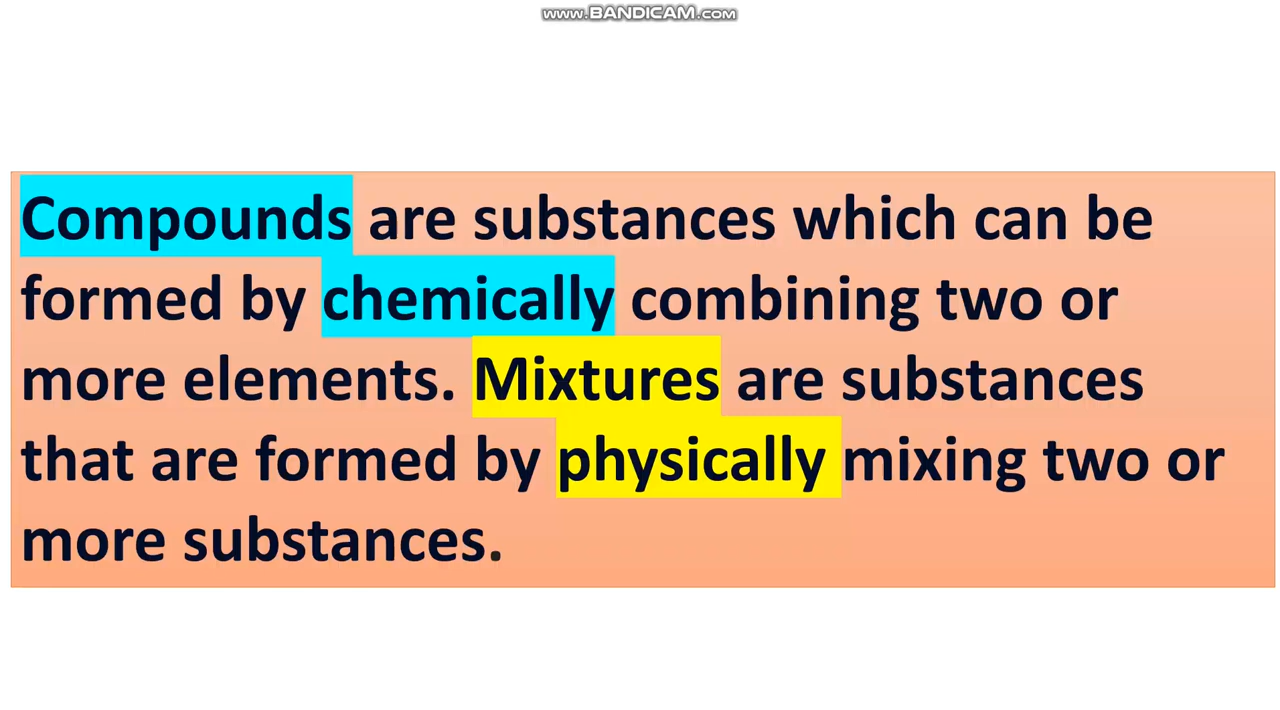 www.BANDICAM.com
Compounds are substances which can be
formed by chemically combining two or
more elements. Mixtures are substances
that are formed by physically mixing two or
more substances.